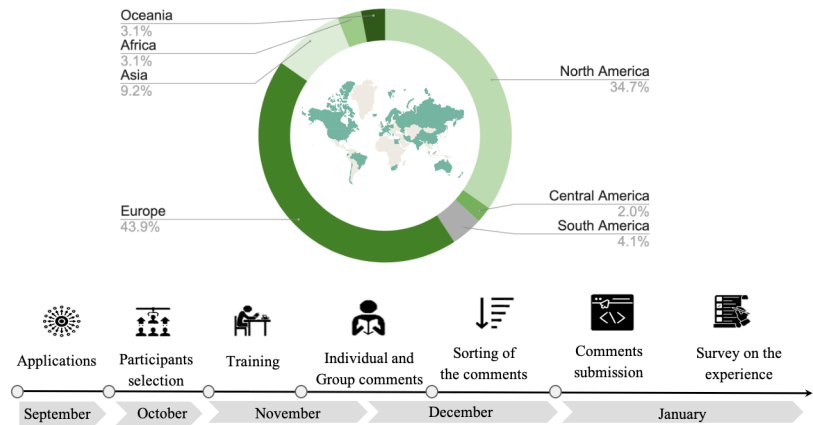 Oceania
3.1%
Africa
3.1%
Asia
9.2%
North America
34.7%
Central America
2.0%
South America
4.1%
Europe
43.9%
Applications
Participants
selection
Training
Individual and
Group comments
Sorting of
the comments
Comments
submission
Survey on the
experience
September
October
November
December
January